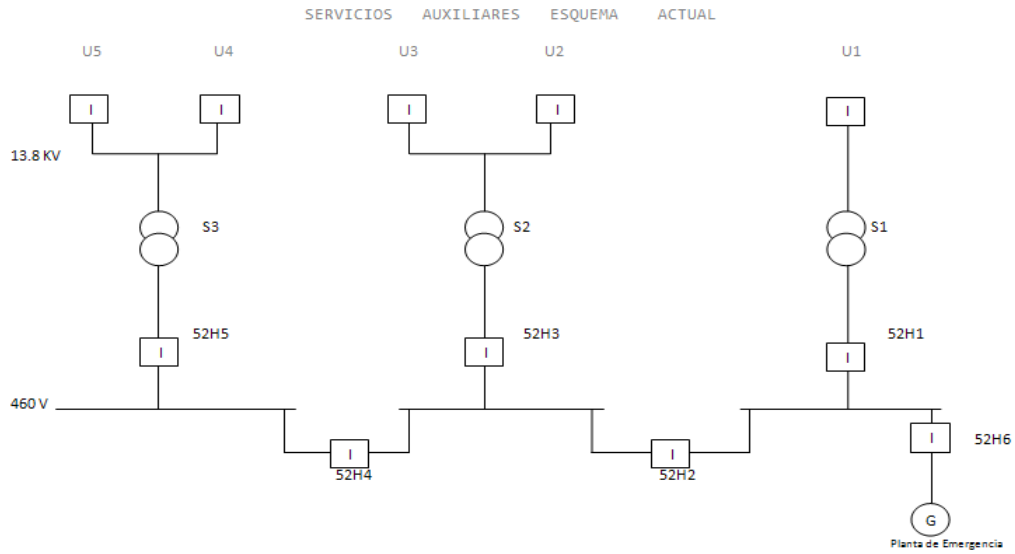 SERVICIOS AUXILIARES ESQUEMA ACTUAL
U5 U4 U3 U2 U1
I I I I I
13.8 KV
S3 S2 S1
52H5 52H3 52H1
I I I
460 V
I I I 52H6
52H4 52H2
G
Planta de Emergencia